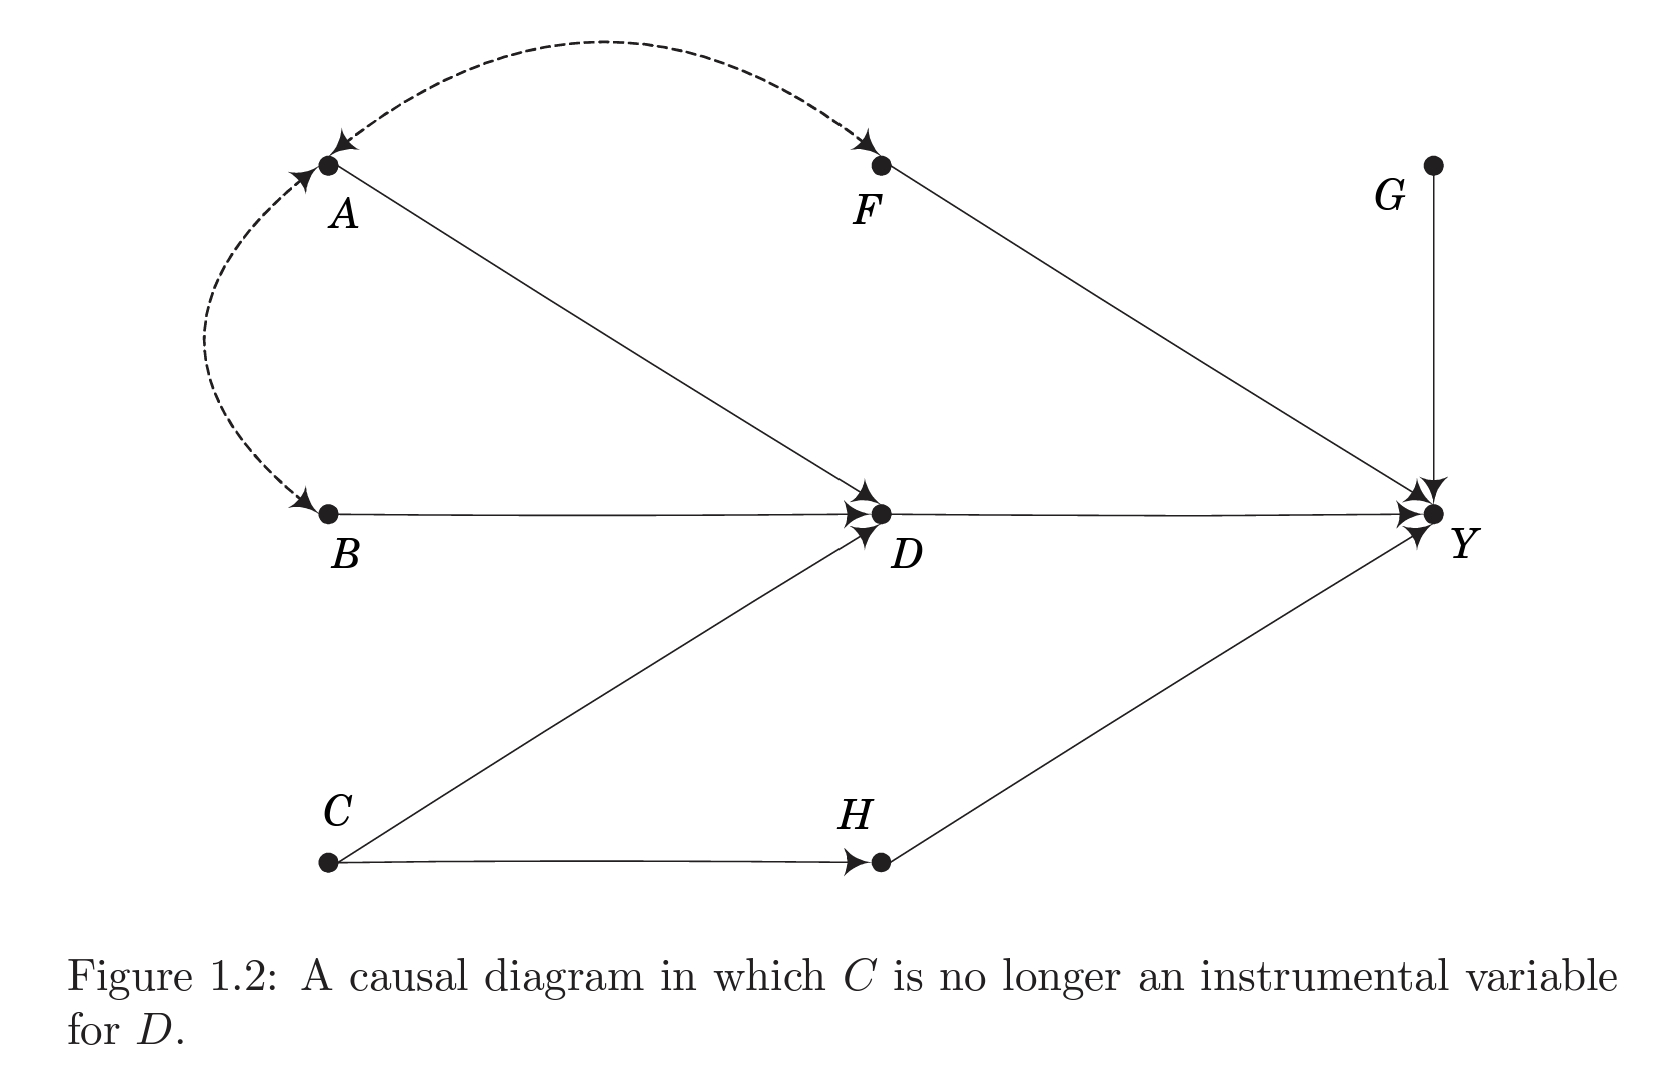 A
F
G
B
D
Y
C
H
Figure 1.2: A causal diagram in which C is no longer an instrumental variable
for D.